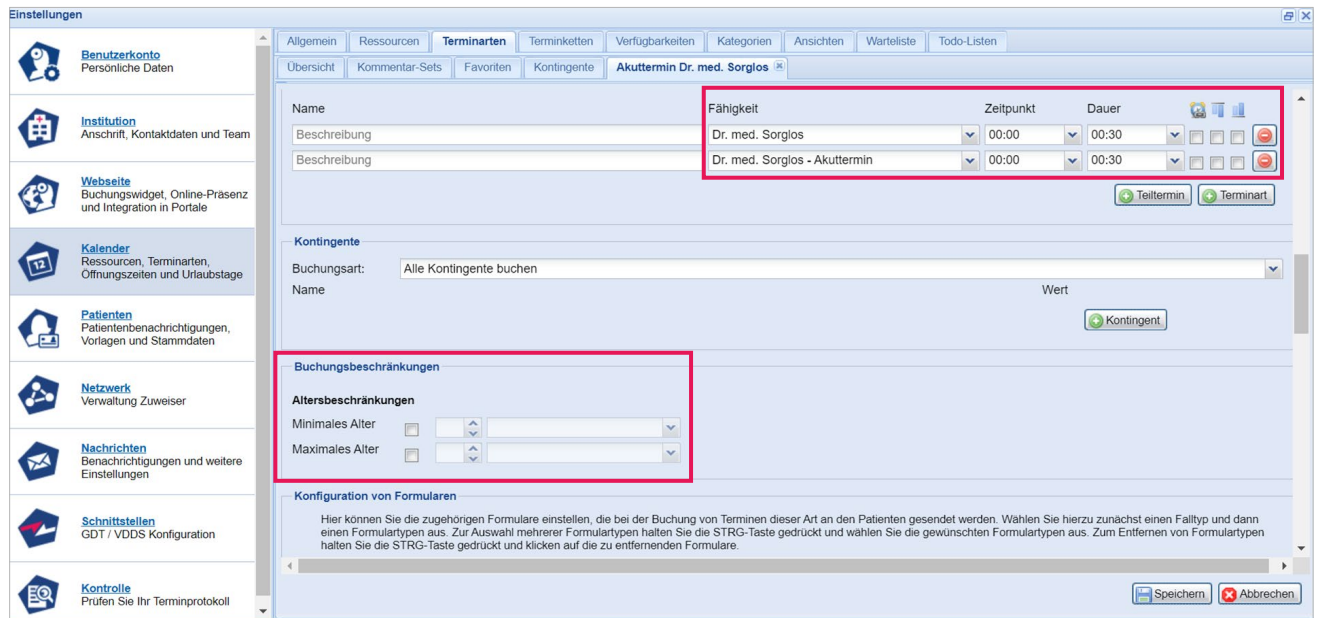 Einstellungen
Benutzerkonto
Persönliche Daten
Institution
Anschrift, Kontaktdaten und Team
Webseite
Buchungswidget, Online-Präsenz
und Integration in Portale
Kalender
Ressourcen, Terminarten,
Öffnungszeiten und Urlaubstage
Patienten
Patientenbenachrichtigungen,
Vorlagen und Stammdaten
Netzwerk
Verwaltung Zuweiser
Nachrichten
Benachrichtigungen und weitere
Einstellungen
Schnittstellen
GDT / VDDS Konfiguration
Kontrolle
Prüfen Sie Ihr Terminprotokoll
Allgemein Ressourcen Terminarten Terminketten Verfügbarkeiten Kategorien Ansichten Warteliste Todo-Listen
Übersicht Kommentar-Sets Favoriten Kontingente Akuttermin Dr. med. Sorglos
Name Fähigkeit Zeitpunkt Dauer
Beschreibung Dr. med. Sorglos 00:00 00:30
Beschreibung Dr. med. Sorglos - Akuttermin 00:00 00:30
Teiltermin Terminart
Kontingente
Buchungsart: Alle Kontingente buchen
Name Wert
Kontingent
Buchungsbeschränkungen
Altersbeschränkungen
Minimales Alter
Maximales Alter
Konfiguration von Formularen
Hier können Sie die zugehörigen Formulare einstellen, die bei der Buchung von Terminen dieser Art an den Patienten gesendet werden. Wählen Sie hierzu zunächst einen Falltyp und dann
einen Formulartypen aus. Zur Auswahl mehrerer Formulartypen halten Sie die STRG-Taste gedrückt und wählen Sie die gewünschten Formulartypen aus. Zum Entfernen von Formulartypen
halten Sie die STRG-Taste gedrückt und klicken auf die zu entfernenden Formulare.
Speichern Abbrechen